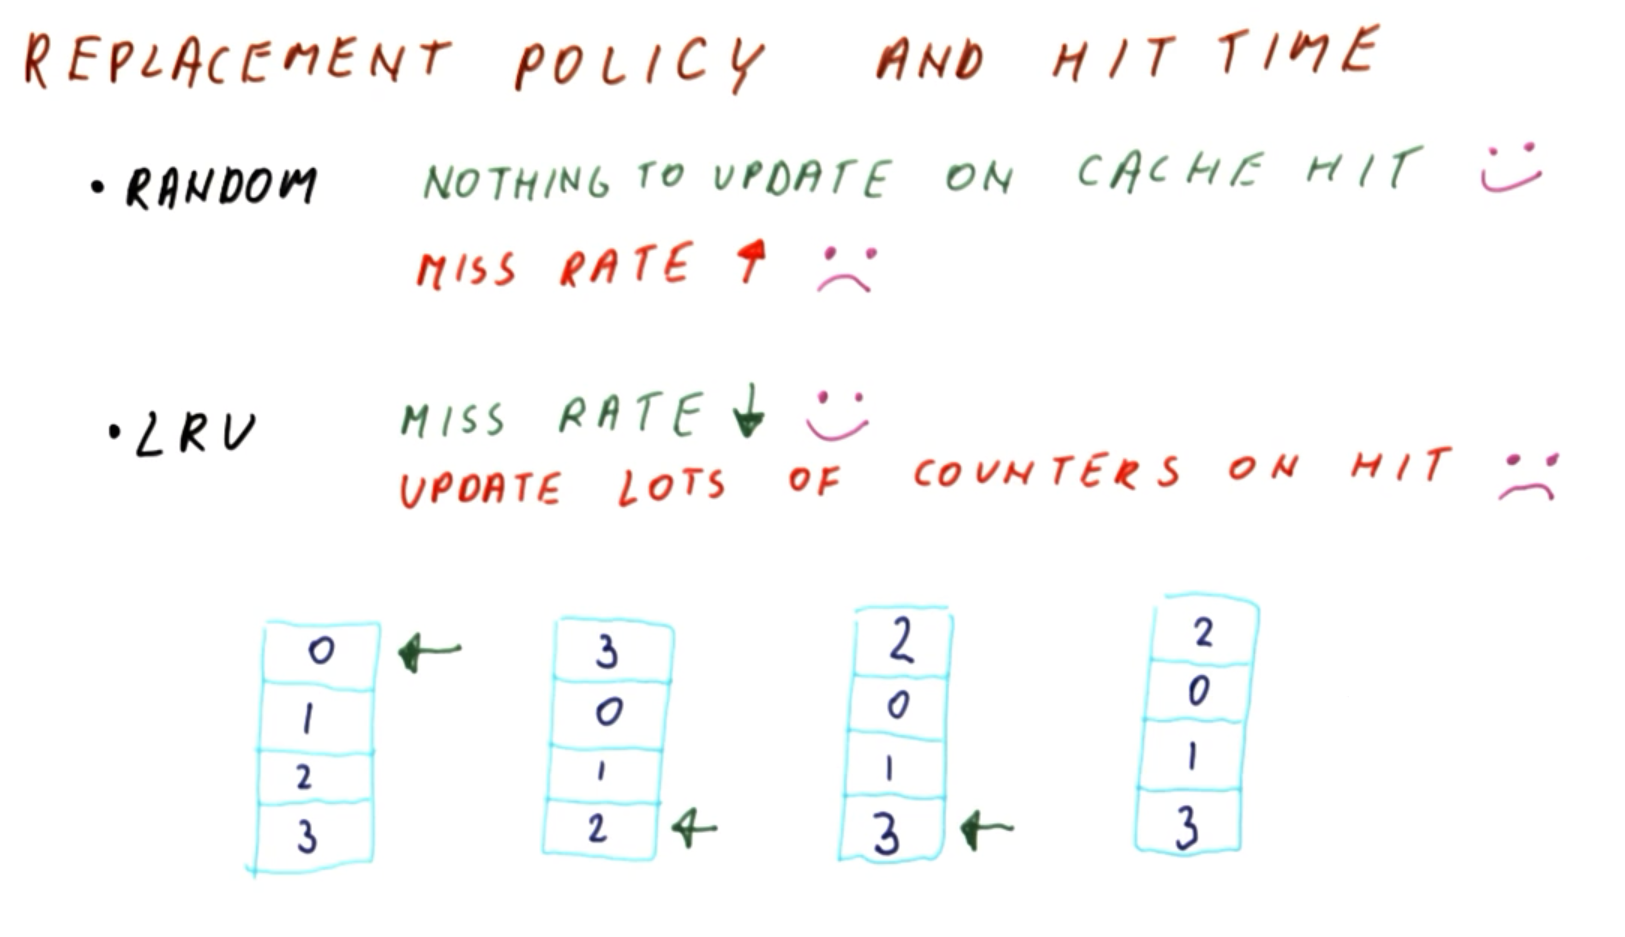 REPLACEMENT POLICY AND HIT TIME
• RANDOM NOTHING TO UPDATE ON CACHE HIT
MISS RATE ↑
• LRU MISS RATE ↓
UPDATE LOTS OF COUNTERS ON HIT
0 3 2 2
1 0 0 0
2 1 1 1
3 2 3 3